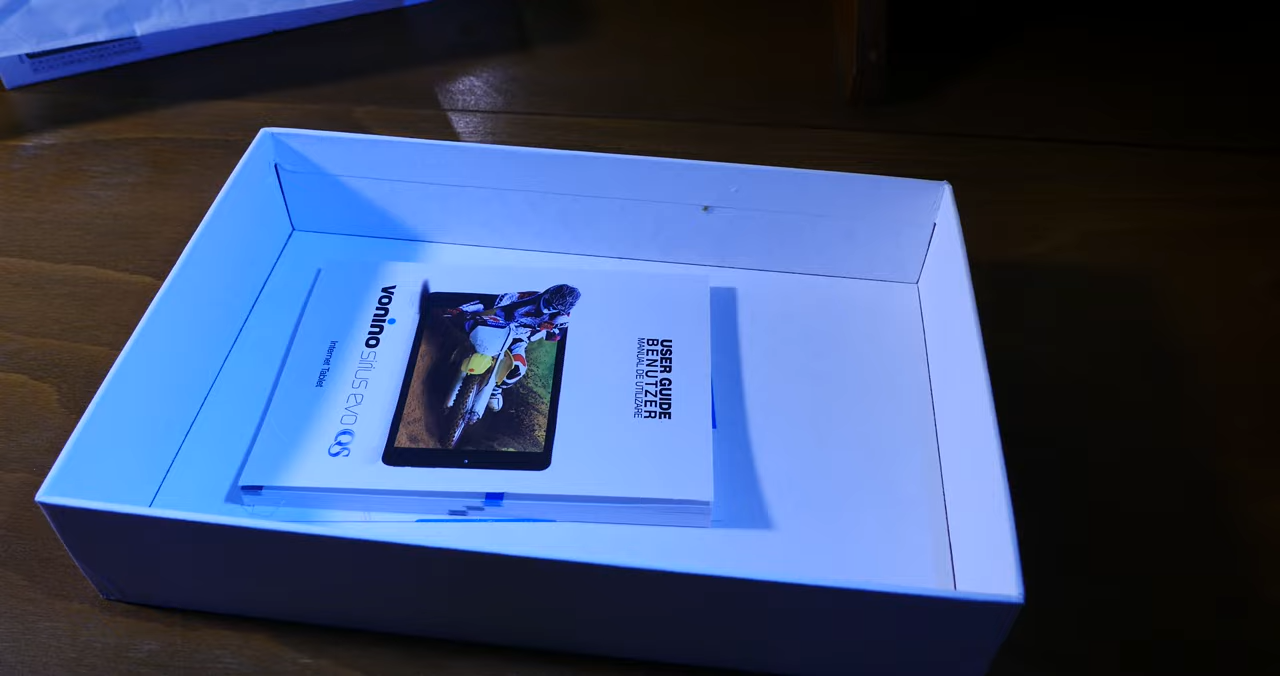 vonino sirius evo QS
Internet Tablet
USER GUIDE
BENUTZER
MANUAL DE UTILIZARE